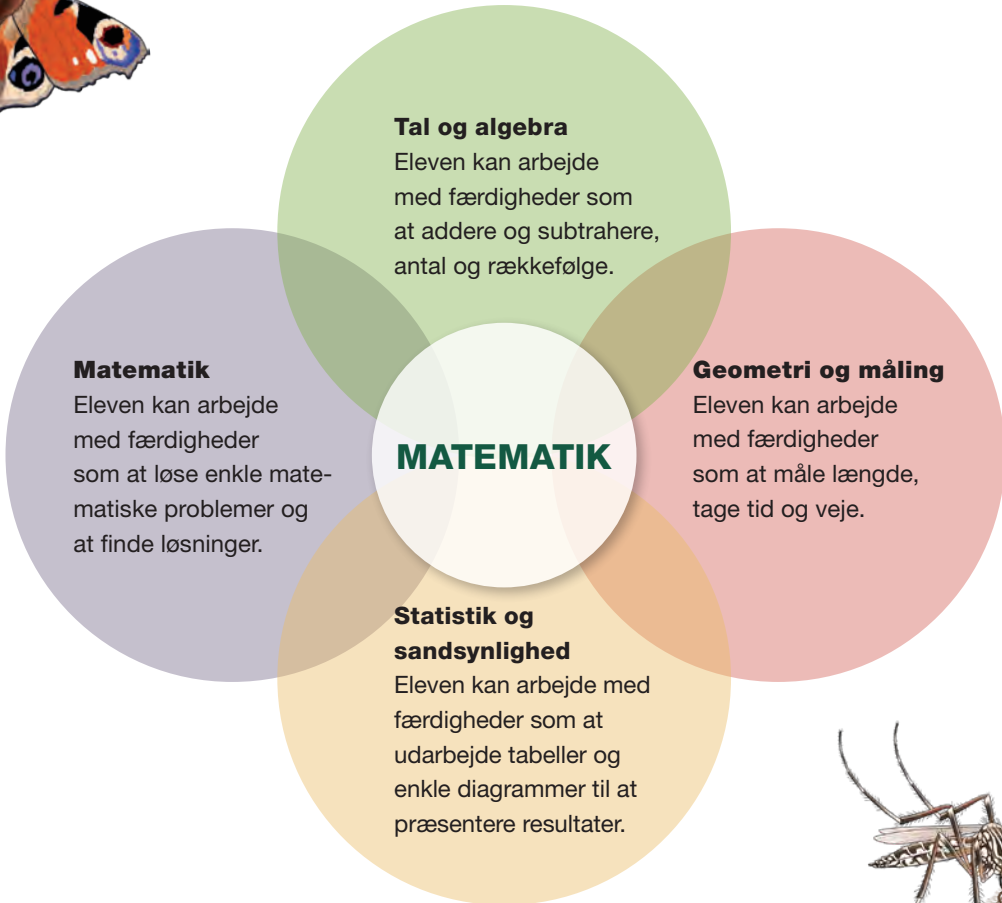 Tal og algebra
Eleven kan arbejde
med færdigheder som
at addere og subtrahere,
antal og rækkefølge.
Matematik
Eleven kan arbejde
med færdigheder
som at løse enkle mate-
matiske problemer og
at finde løsninger.
MATEMATIK
Geometri og måling
Eleven kan arbejde
med færdigheder
som at måle længde,
tage tid og veje.
Statistik og
sandsynlighed
Eleven kan arbejde med
færdigheder som at
udarbejde tabeller og
enkle diagrammer til at
præsentere resultater.